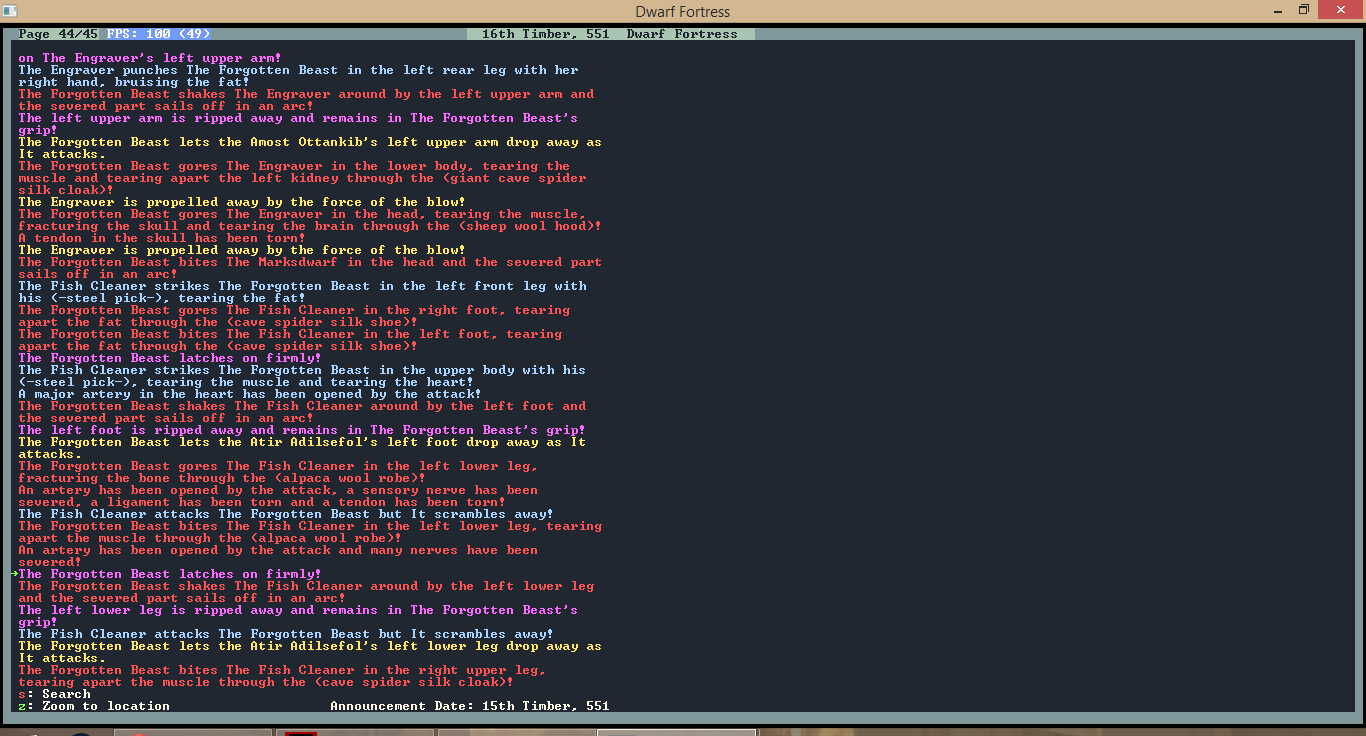 Dwarf Fortress
Page 44/45 FPS: 100 (49) 16th Timber, 551 Dwarf Fortress
on The Engraver's left upper arm!
The Engraver punches The Forgotten Beast in the left rear leg with her
right hand, bruising the fat!
The Forgotten Beast shakes The Engraver around by the left upper arm and
the severed part sails off in an arc!
The left upper arm is ripped away and remains in The Forgotten Beast's
grip!
The Forgotten Beast lets the Amost Ottankib's left upper arm drop away as
It attacks.
The Forgotten Beast gores The Engraver in the lower body, tearing the
muscle and tearing apart the left kidney through the (giant cave spider
silk cloak)!
The Engraver is propelled away by the force of the blow!
The Forgotten Beast gores The Engraver in the head, tearing the muscle,
fracturing the skull and tearing the brain through the (sheep wool hood)!
A tendon in the skull has been torn!
The Engraver is propelled away by the force of the blow!
The Forgotten Beast bites The Marksdwarf in the head and the severed part
sails off in an arc!
The Fish Cleaner strikes The Forgotten Beast in the left front leg with
his (-steel pick-), tearing the fat!
The Forgotten Beast gores The Fish Cleaner in the right foot, tearing
apart the fat through the (cave spider silk shoe)!
The Forgotten Beast bites The Fish Cleaner in the left foot, tearing
apart the fat through the (cave spider silk shoe)!
The Forgotten Beast latches on firmly!
The Fish Cleaner strikes The Forgotten Beast in the upper body with his
(-steel pick-), tearing the muscle and tearing the heart!
A major artery in the heart has been opened by the attack!
The Forgotten Beast shakes The Fish Cleaner around by the left foot and
the severed part sails off in an arc!
The left foot is ripped away and remains in The Forgotten Beast's grip!
The Forgotten Beast lets the Atir Adilsefol's left foot drop away as It
attacks.
The Forgotten Beast gores The Fish Cleaner in the left lower leg,
fracturing the bone through the (alpaca wool robe)!
An artery has been opened by the attack, a sensory nerve has been
severed, a ligament has been torn and a tendon has been torn!
The Fish Cleaner attacks The Forgotten Beast but It scrambles away!
The Forgotten Beast bites The Fish Cleaner in the left lower leg, tearing
apart the muscle through the (alpaca wool robe)!
An artery has been opened by the attack and many nerves have been
severed!
→The Forgotten Beast latches on firmly!
The Forgotten Beast shakes The Fish Cleaner around by the left lower leg
and the severed part sails off in an arc!
The left lower leg is ripped away and remains in The Forgotten Beast's
grip!
The Fish Cleaner attacks The Forgotten Beast but It scrambles away!
The Forgotten Beast lets the Atir Adilsefol's left lower leg drop away as
It attacks.
The Forgotten Beast bites The Fish Cleaner in the right upper leg,
tearing apart the muscle through the (cave spider silk cloak)!
s: Search
z: Zoom to location Announcement Date: 15th Timber, 551